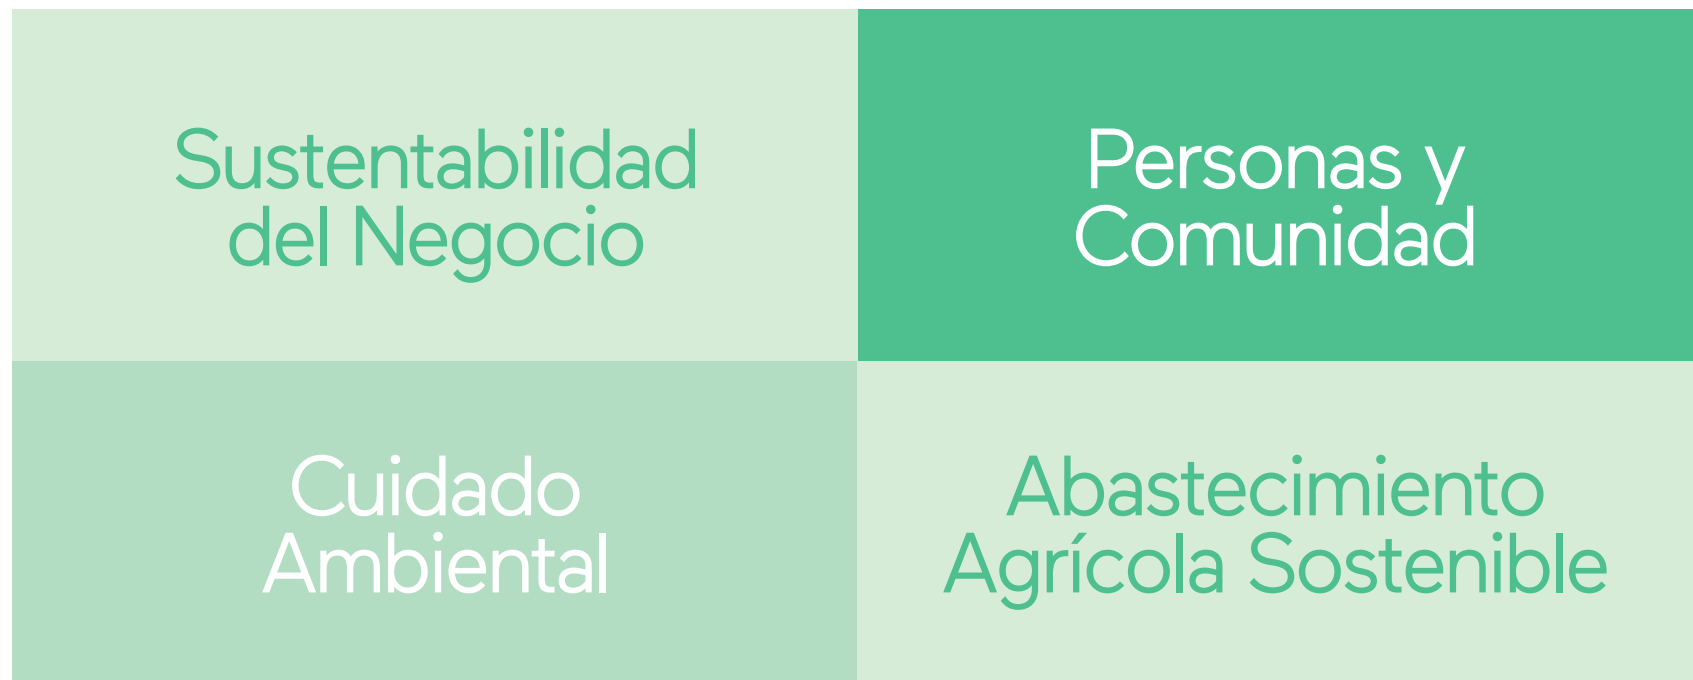 Sustentabilidad
del Negocio
Personas y
Comunidad
Cuidado
Ambiental
Abastecimiento
Agrícola Sostenible